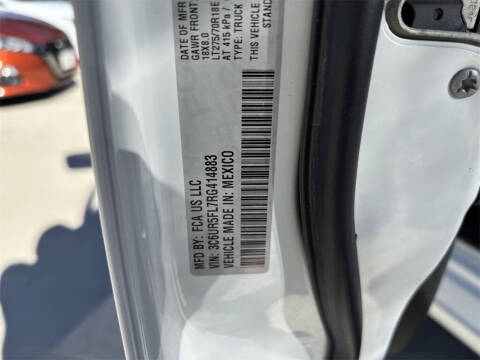 DATE OF MFR
GAWR FRONT
18X8.0
LT275/70R18E
AT 415 kPa /
THIS VEHICLE
STAND
TYPE: TRUCK
MFD BY: FCA US LLC
VIN: 3C6UR5FL7RG414883
VEHICLE MADE IN: MEXICO